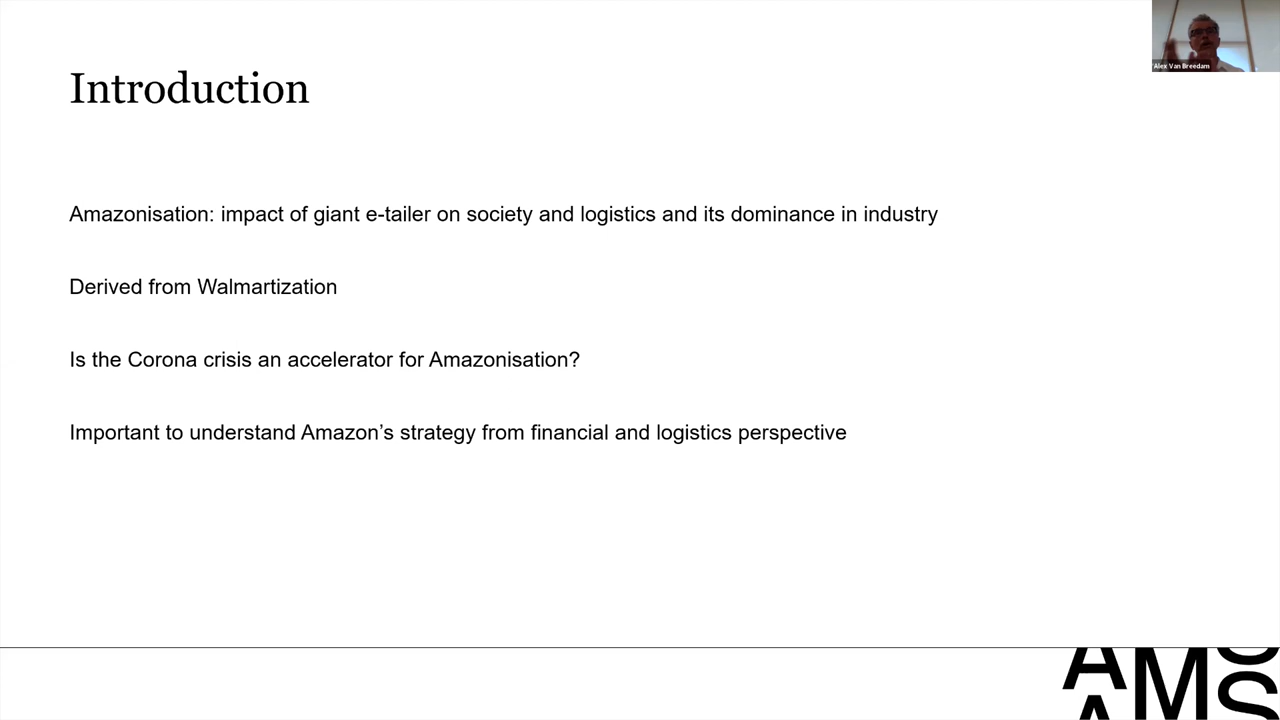 Alex Van Breedam
Introduction
Amazonisation: impact of giant e-tailer on society and logistics and its dominance in industry
Derived from Walmartization
Is the Corona crisis an accelerator for Amazonisation?
Important to understand Amazon’s strategy from financial and logistics perspective
AMS